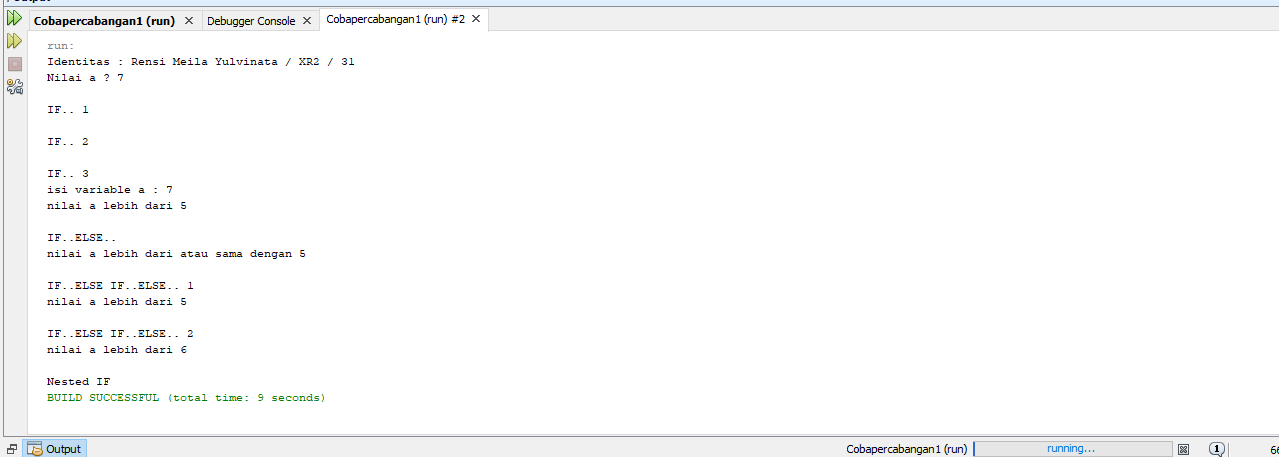 Output
Cobapercabangan1 (run) Debugger Console Cobapercabangan1 (run) #2
run:
Identitas : Rensi Meila Yulvinata / XR2 / 31
Nilai a ? 7
IF.. 1
IF.. 2
IF.. 3
isi variable a : 7
nilai a lebih dari 5
IF..ELSE..
nilai a lebih dari atau sama dengan 5
IF..ELSE IF..ELSE.. 1
nilai a lebih dari 5
IF..ELSE IF..ELSE.. 2
nilai a lebih dari 6
Nested IF
BUILD SUCCESSFUL (total time: 9 seconds)
Output Cobapercabangan1 (run) running... 1